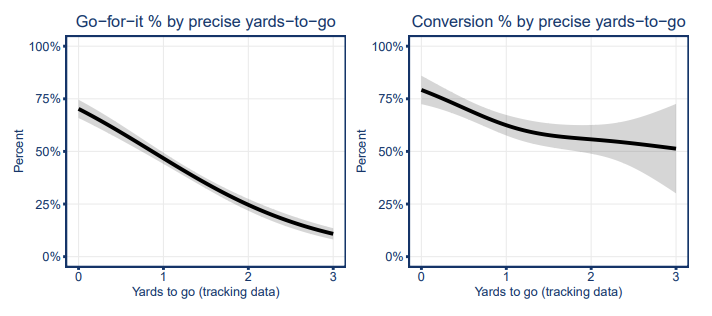 Go−for−it % by precise yards−to−go
100%
75%
50%
25%
0%
Percent
0 1 2 3
Yards to go (tracking data)
Conversion % by precise yards−to−go
100%
75%
50%
25%
0%
Percent
0 1 2 3
Yards to go (tracking data)